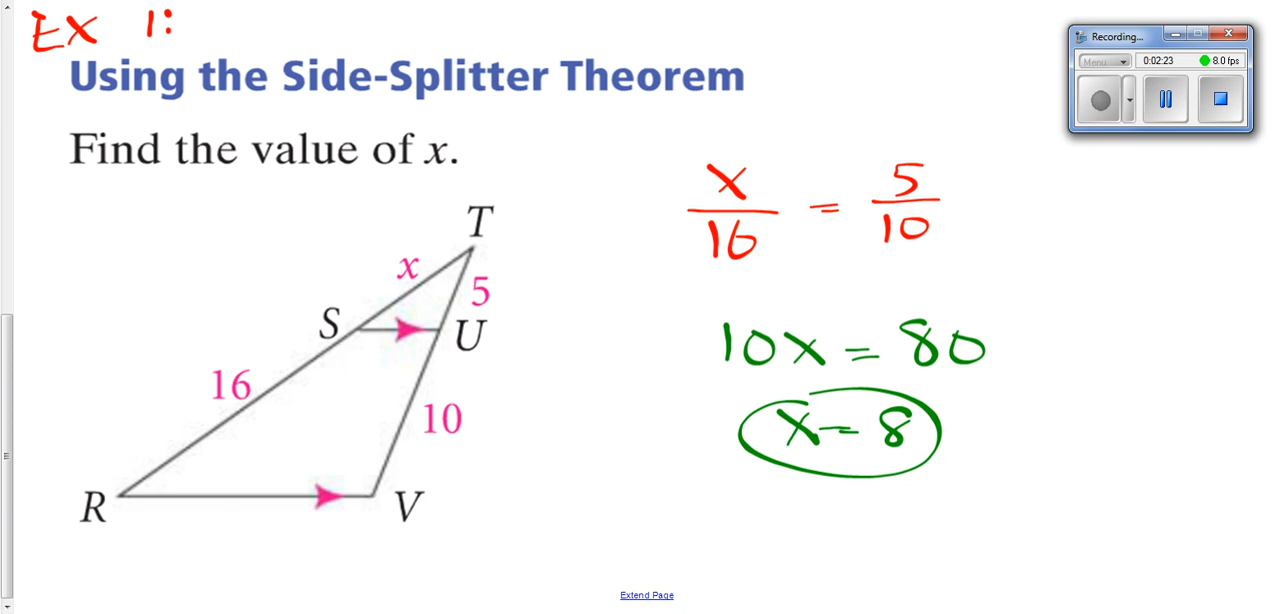 EX 1:
Using the Side-Splitter Theorem
Find the value of x.
Recording...
Menu
0:02:23
8.0 fps
T
x
5
S
U
16
10
R
V
x/16 = 5/10
10x = 80
x = 8
Extend Page